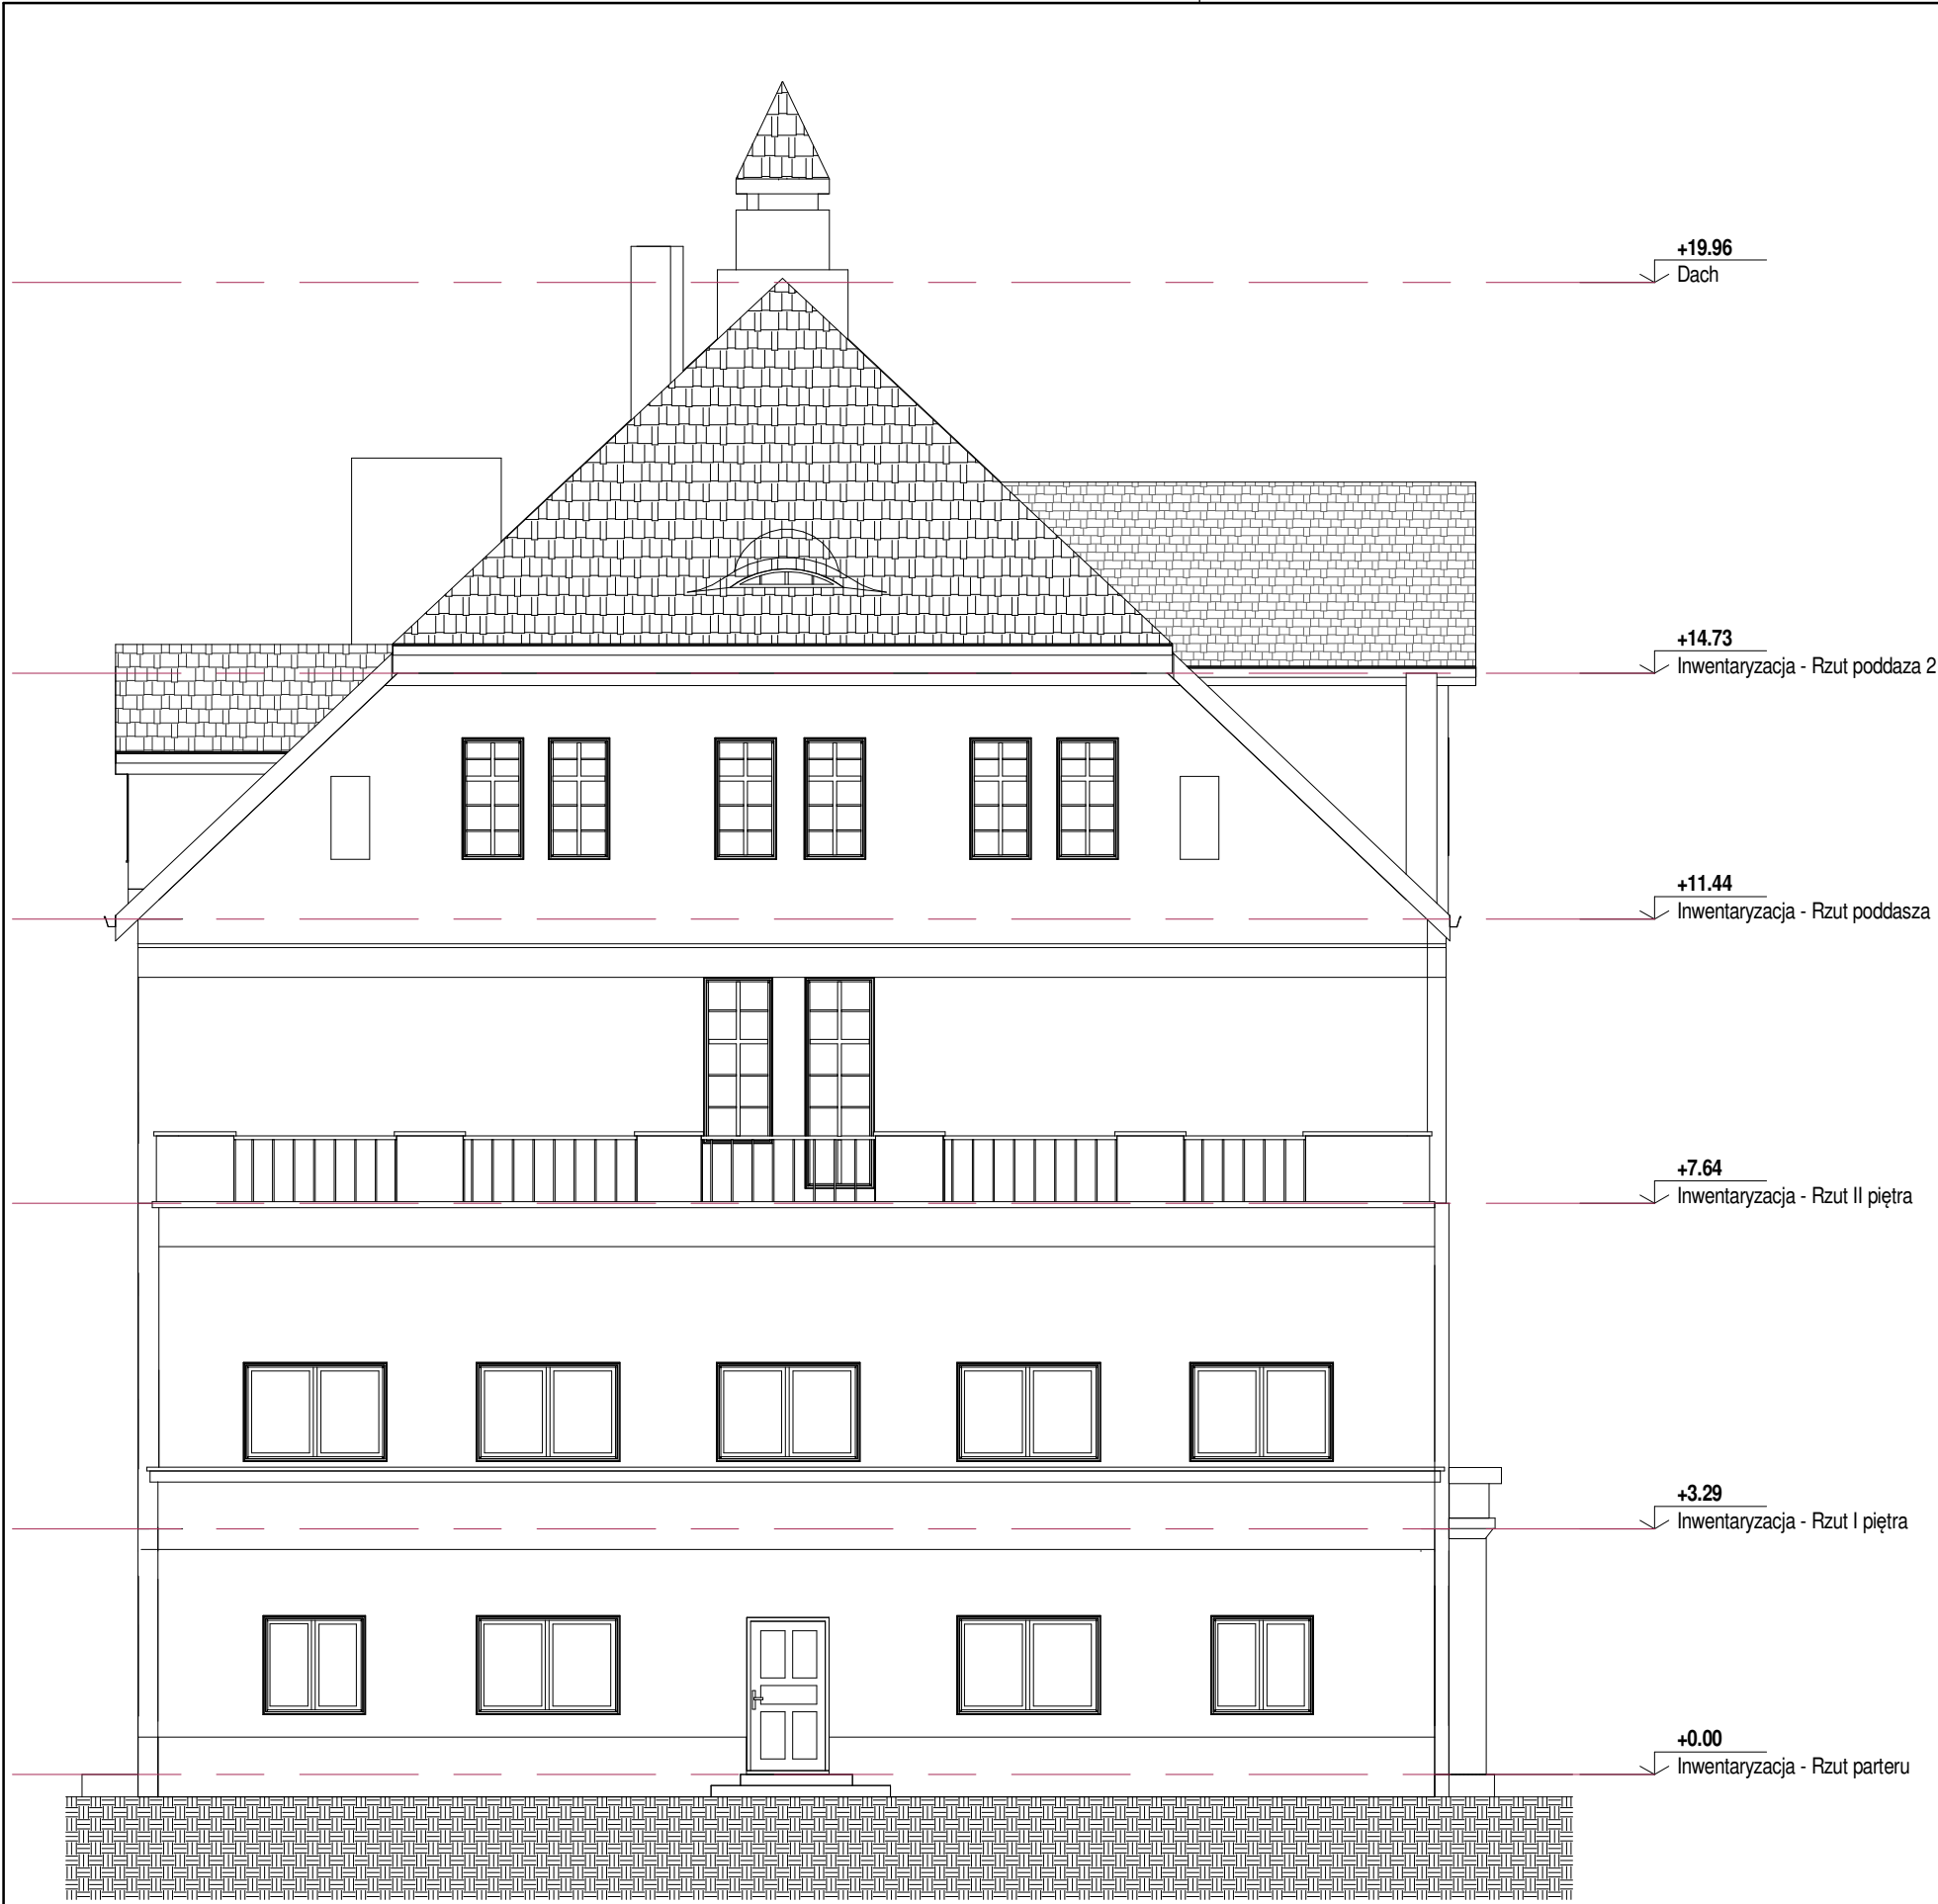 +19.96
Dach
+14.73
Inwentaryzacja - Rzut poddaza 2
+11.44
Inwentaryzacja - Rzut poddasza
+7.64
Inwentaryzacja - Rzut II piętra
+3.29
Inwentaryzacja - Rzut I piętra
+0.00
Inwentaryzacja - Rzut parteru